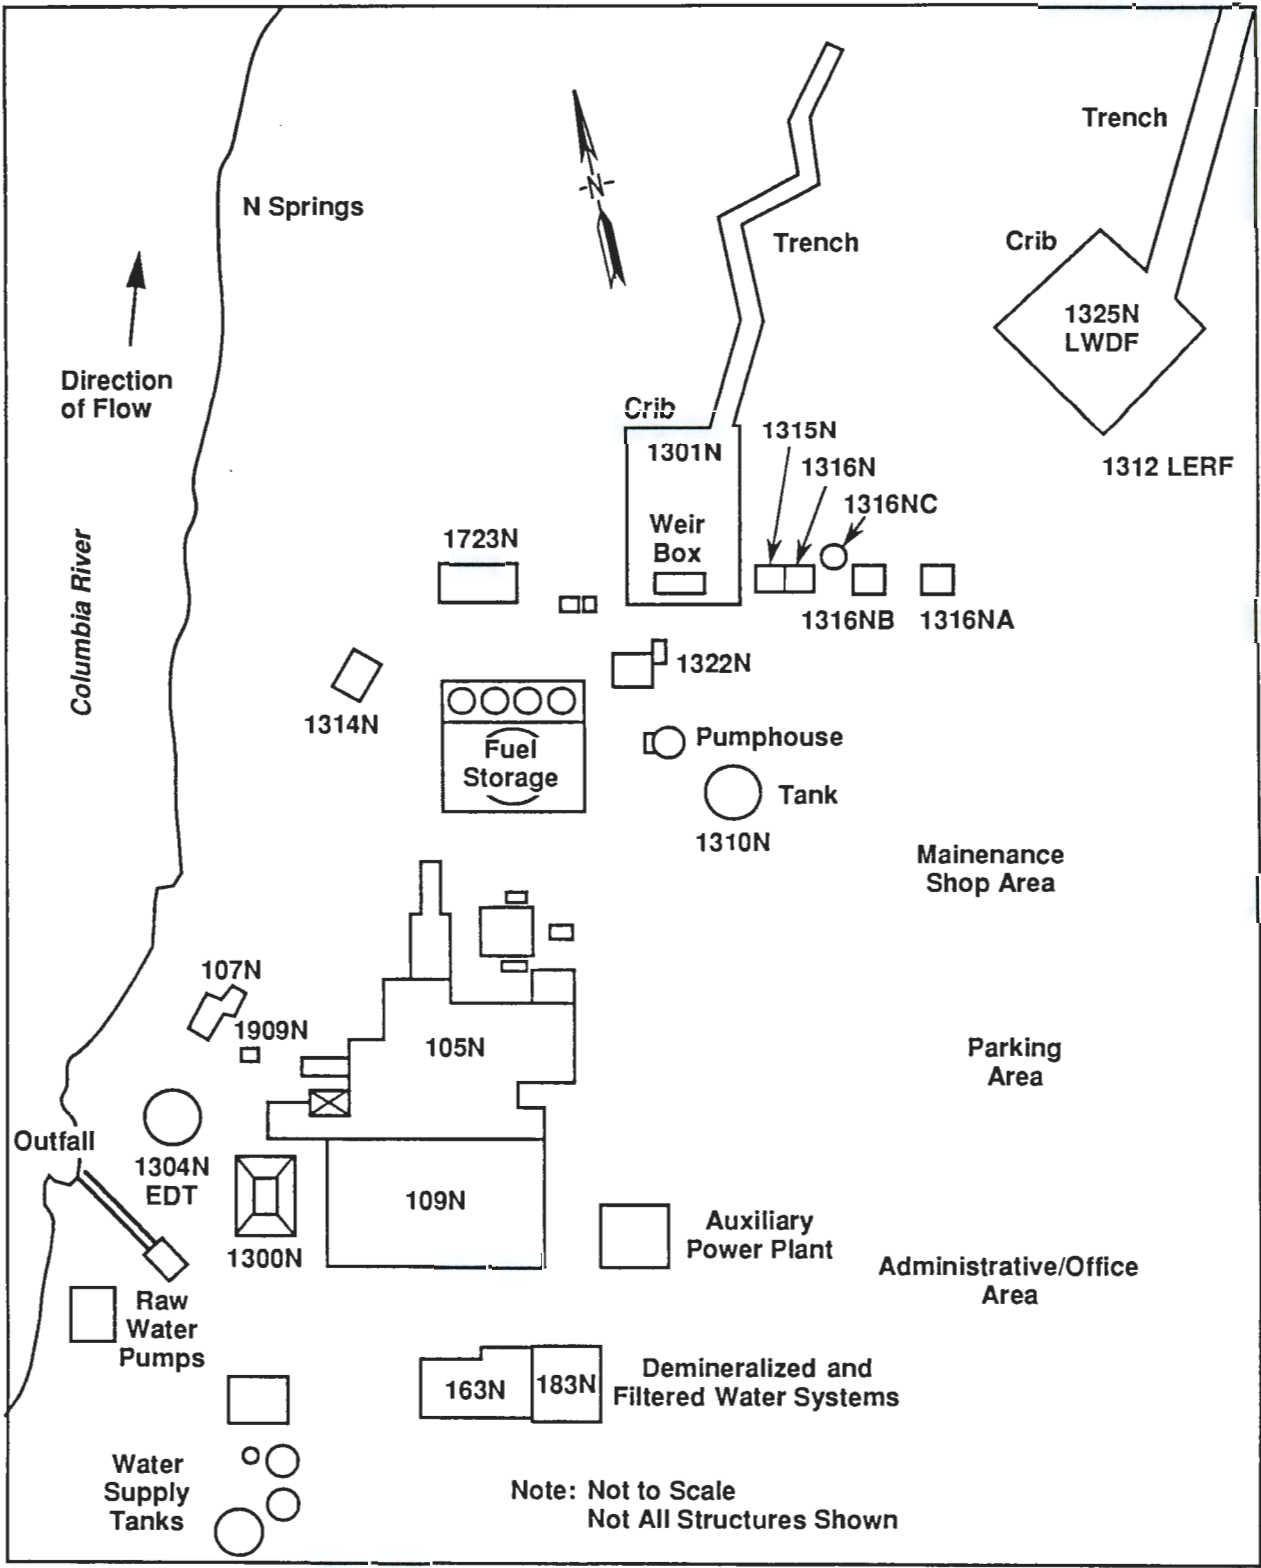 Trench
N Springs
N
Trench
Crib
1325N
LWDF
Direction
of Flow
Crib
1315N
1301N
1316N
1312 LERF
1316NC
Weir
Box
1723N
Columbia River
1316NB
1316NA
1322N
1314N
Pumphouse
Fuel
Storage
Tank
1310N
Mainenance
Shop Area
107N
1909N
105N
Parking
Area
Outfall
1304N
EDT
109N
Auxiliary
Power Plant
1300N
Administrative/Office
Area
Raw
Water
Pumps
163N
183N
Demineralized and
Filtered Water Systems
Water
Supply
Tanks
Note: Not to Scale
Not All Structures Shown